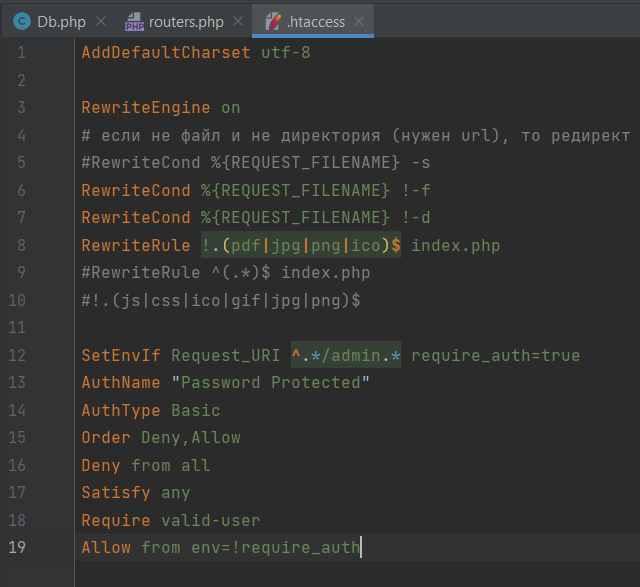 Db.php routers.php .htaccess
1 AddDefaultCharset utf-8
2
3 RewriteEngine on
4 # если не файл и не директория (нужен url), то редирект
5 #RewriteCond %{REQUEST_FILENAME} -s
6 RewriteCond %{REQUEST_FILENAME} !-f
7 RewriteCond %{REQUEST_FILENAME} !-d
8 RewriteRule !.(pdf|jpg|png|ico)$ index.php
9 #RewriteRule ^(.*)$ index.php
10 #!.(js|css|ico|gif|jpg|png)$
11
12 SetEnvIf Request_URI ^.*/admin.* require_auth=true
13 AuthName "Password Protected"
14 AuthType Basic
15 Order Deny,Allow
16 Deny from all
17 Satisfy any
18 Require valid-user
19 Allow from env=!require_auth